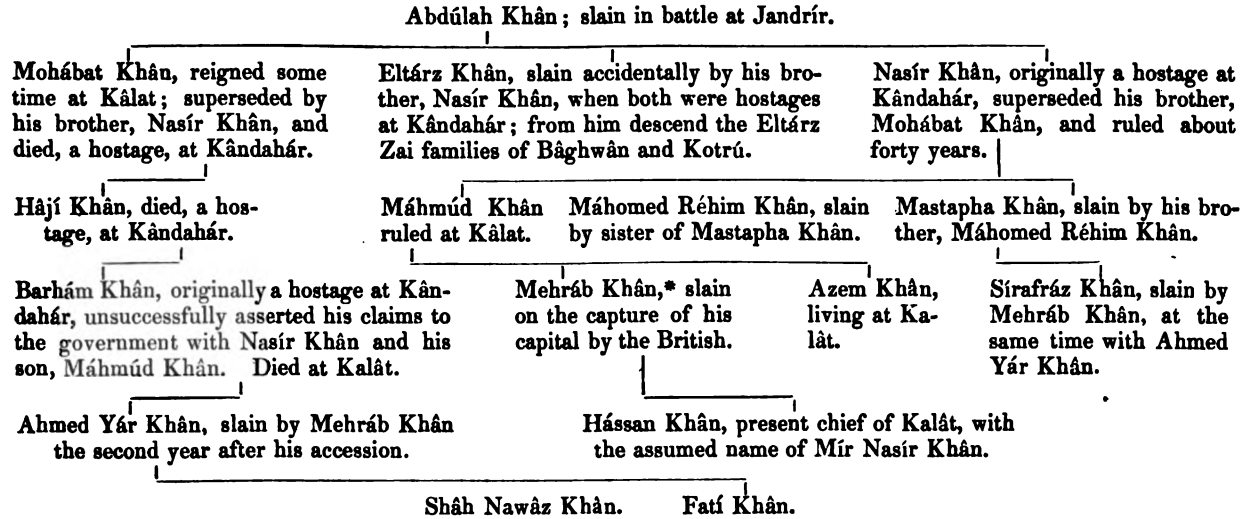 Abdúlah Khân; slain in battle at Jandrír.
Mohábat Khân, reigned some
time at Kâlat; superseded by
his brother, Nasír Khân, and
died, a hostage, at Kândahár.
Eltárz Khân, slain accidentally by his bro-
ther, Nasír Khân, when both were hostages
at Kândahár; from him descend the Eltárz
Zai families of Bâghwân and Kotrú.
Nasír Khân, originally a hostage at
Kândahár, superseded his brother,
Mohábat Khân, and ruled about
forty years.
Hâjí Khân, died, a hos-
tage, at Kândahár.
Máhmúd Khân
ruled at Kâlat.
Máhomed Réhim Khân, slain
by sister of Mastapha Khân.
Mastapha Khân, slain by his bro-
ther, Máhomed Réhim Khân.
Barhám Khân, originally a hostage at Kân-
dahár, unsuccessfully asserted his claims to
the government with Nasír Khân and his
son, Máhmúd Khân. Died at Kalât.
Mehráb Khân,* slain
on the capture of his
capital by the British.
Azem Khân,
living at Ka-
lât.
Sírafráz Khân, slain by
Mehráb Khân, at the
same time with Ahmed
Yár Khân.
Ahmed Yár Khân, slain by Mehráb Khân
the second year after his accession.
Hássan Khân, present chief of Kalât, with
the assumed name of Mír Nasír Khân.
Shâh Nawâz Khân.
Fatí Khân.